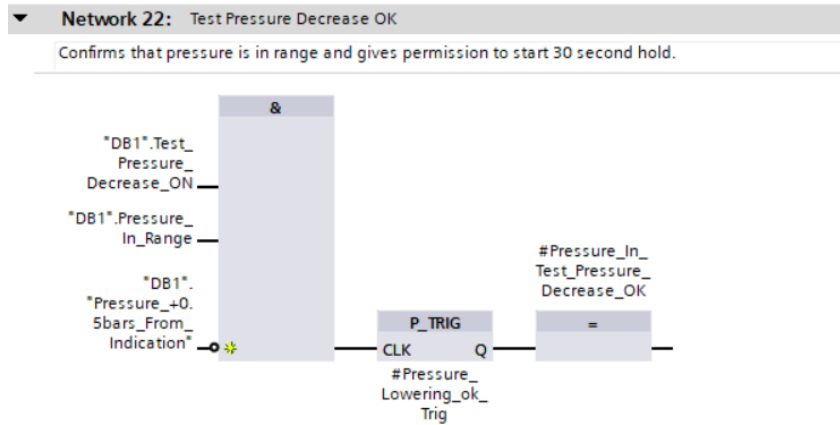 Network 22: Test Pressure Decrease OK
Confirms that pressure is in range and gives permission to start 30 second hold.
&
"DB1".Test_
Pressure_
Decrease_ON
"DB1".Pressure_
In_Range
"DB1".
"Pressure_+0.
5bars_From_
Indication"
P_TRIG
CLK Q
#Pressure_
Lowering_ok_
Trig
#Pressure_In_
Test_Pressure_
Decrease_OK
=